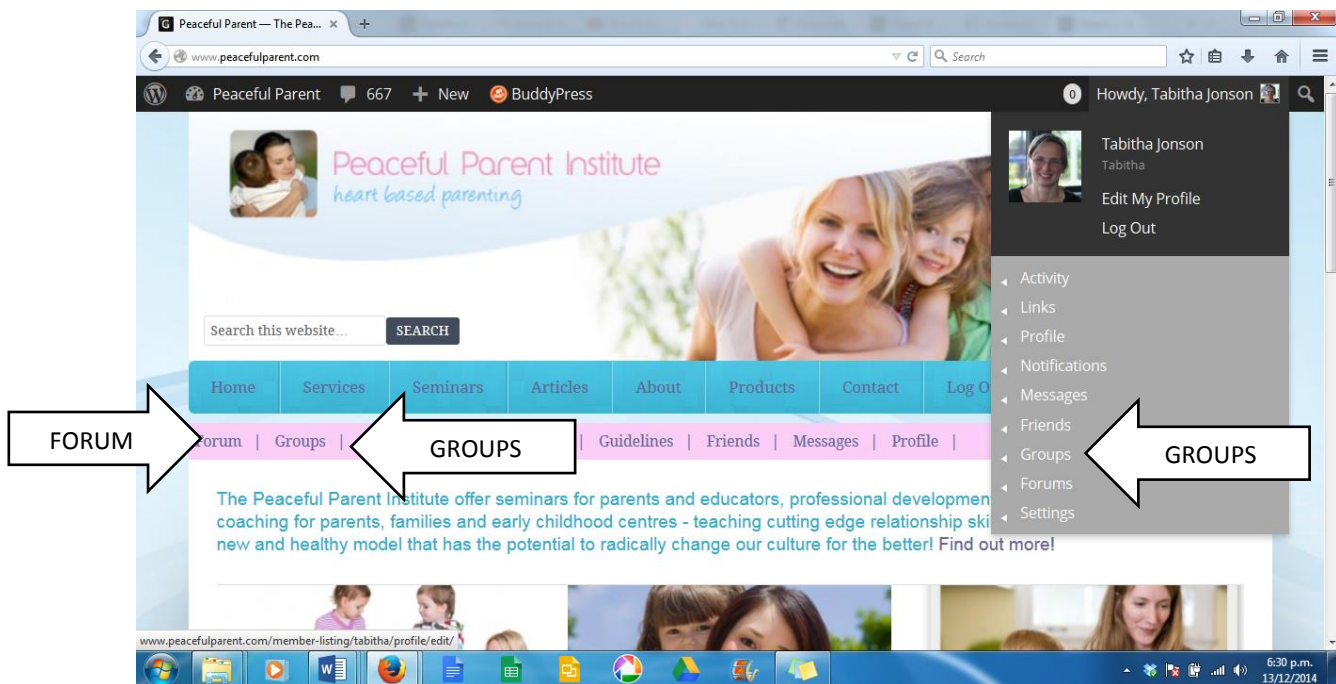 Peaceful Parent — The Pea...
www.peacefulparent.com
Search
Peaceful Parent 667 + New BuddyPress
0 Howdy, Tabitha Jonson
Tabitha Jonson
Tabitha
Edit My Profile
Log Out
Peaceful Parent Institute
heart based parenting
Activity
Links
Profile
Notifications
Messages
Friends
Groups
Forums
Settings
GROUPS
Search this website... SEARCH
Home Services Seminars Articles About Products Contact Log O
FORUM
Forum | Groups | GROUPS | Guidelines | Friends | Messages | Profile |
The Peaceful Parent Institute offer seminars for parents and educators, professional developmen
coaching for parents, families and early childhood centres - teaching cutting edge relationship ski
new and healthy model that has the potential to radically change our culture for the better! Find out more!
www.peacefulparent.com/member-listing/tabitha/profile/edit/
6:30 p.m.
13/12/2014